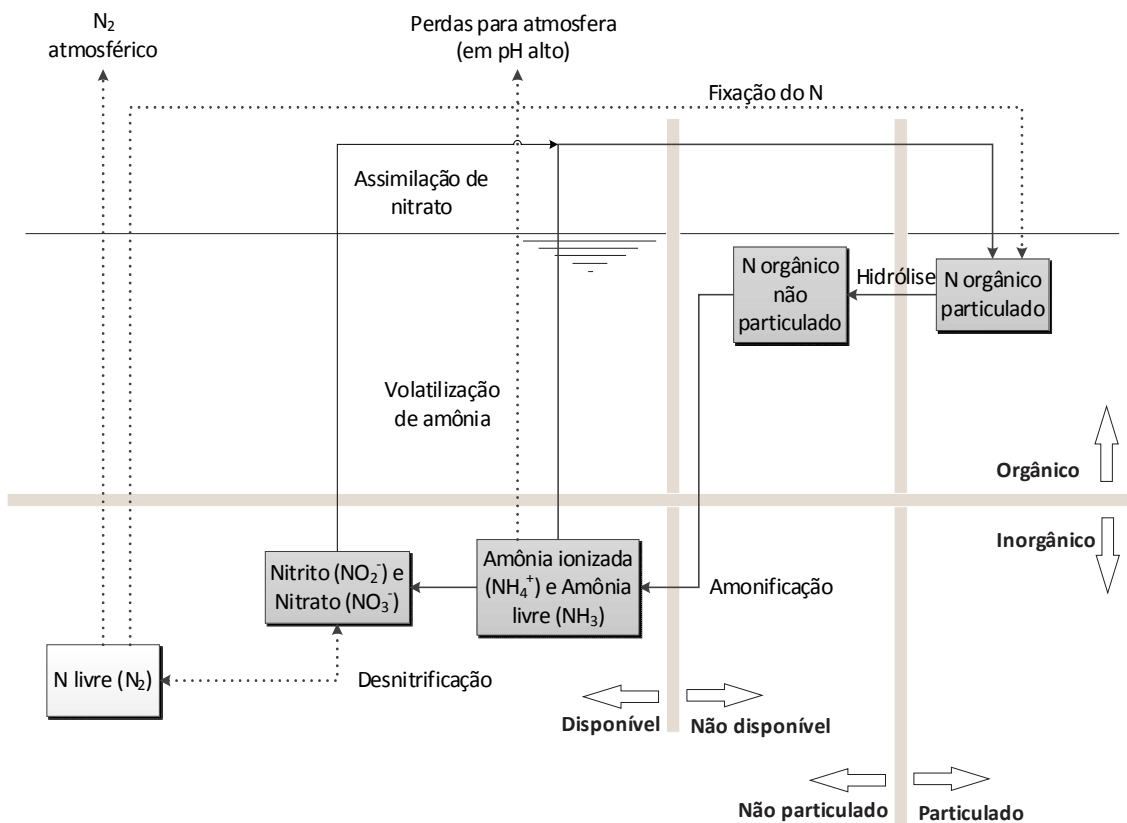 N₂
atmosférico
Perdas para atmosfera
(em pH alto)
Fixação do N
Assimilação de
nitrato
N orgânico
não
particulado
Hidrólise
N orgânico
particulado
Volatilização
de amônia
Orgânico
Inorgânico
Nitrito (NO₂⁻) e
Nitrato (NO₃⁻)
Amônia ionizada
(NH₄⁺) e Amônia
livre (NH₃)
Amonificação
N livre (N₂)
Desnitrificação
Disponível
Não disponível
Não particulado
Particulado